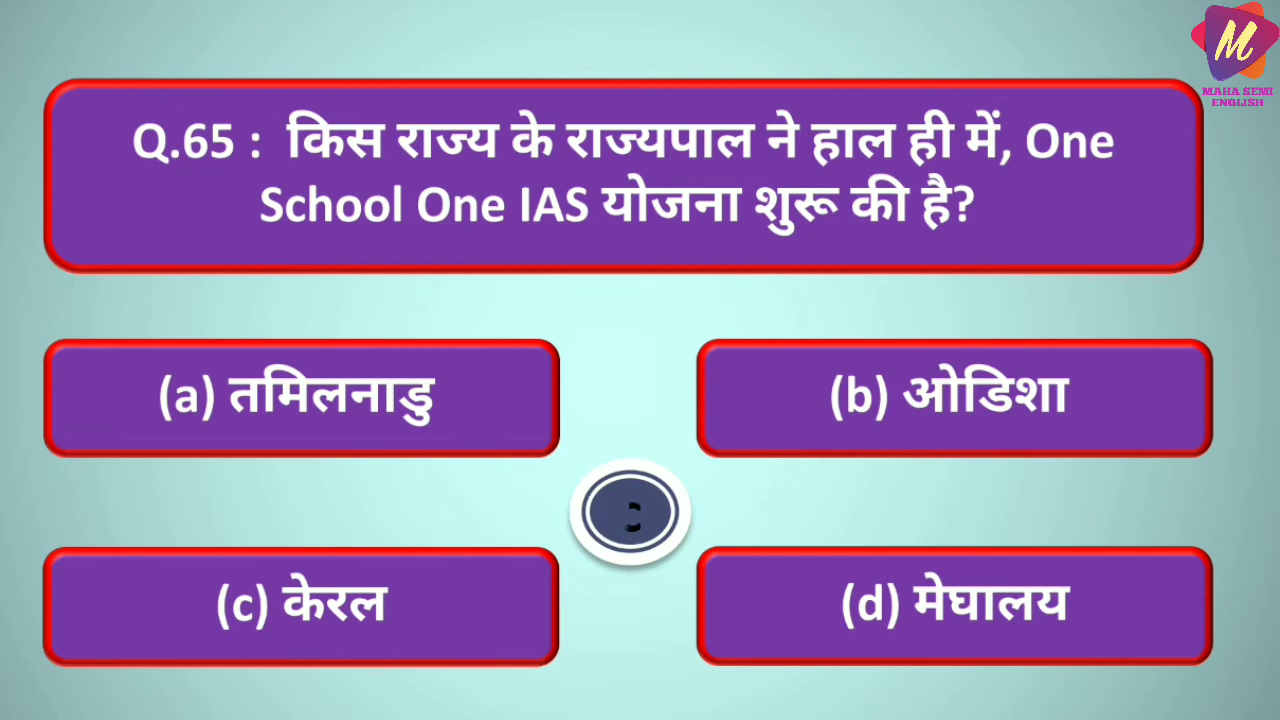 M
MAHA SEMI
ENGLISH
Q.65 : किस राज्य के राज्यपाल ने हाल ही में, One
School One IAS योजना शुरू की है?
(a) तमिलनाडु
(b) ओडिशा
(c) केरल
(d) मेघालय